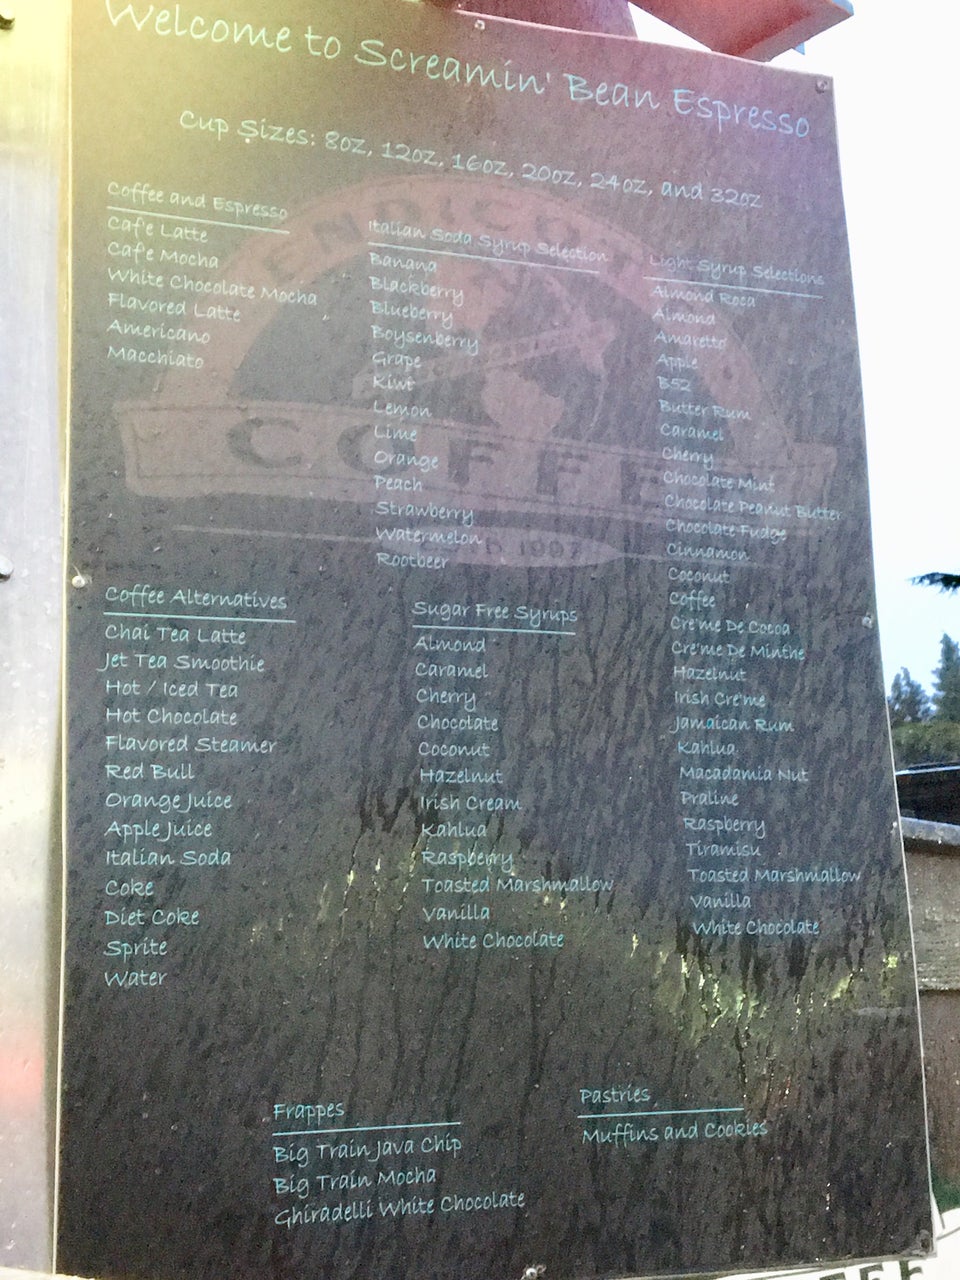 Welcome to Screamin' Bean Espresso
Cup Sizes: 8oz, 12oz, 16oz, 20oz, 24oz, and 32oz
Coffee and Espresso
Cafe Latte
Cafe Mocha
White Chocolate Mocha
Flavored Latte
Americano
Macchiato
Italian Soda Syrup Selection
Banana
Blackberry
Blueberry
Boysenberry
Grape
Kiwi
Lemon
Lime
Orange
Peach
Strawberry
Watermelon
Rootbeer
Light Syrup Selections
Almond Roca
Almond
Amaretto
Apple
B52
Butter Rum
Caramel
Cherry
Chocolate Mint
Chocolate Peanut Butter
Chocolate Fudge
Cinnamon
Coconut
Coffee
Cre'me De Cocoa
Cre'me De Minthe
Hazelnut
Irish Cre'me
Jamaican Rum
Kahlua
Macadamia Nut
Praline
Raspberry
Tiramisu
Toasted Marshmallow
Vanilla
White Chocolate
Coffee Alternatives
Chai Tea Latte
Jet Tea Smoothie
Hot / Iced Tea
Hot Chocolate
Flavored Steamer
Red Bull
Orange Juice
Apple Juice
Italian Soda
Coke
Diet Coke
Sprite
Water
Sugar Free Syrups
Almond
Caramel
Cherry
Chocolate
Coconut
Hazelnut
Irish Cream
Kahlua
Raspberry
Toasted Marshmallow
Vanilla
White Chocolate
Frappes
Big Train Java Chip
Big Train Mocha
Ghiradelli White Chocolate
Pastries
Muffins and Cookies
COFFEE